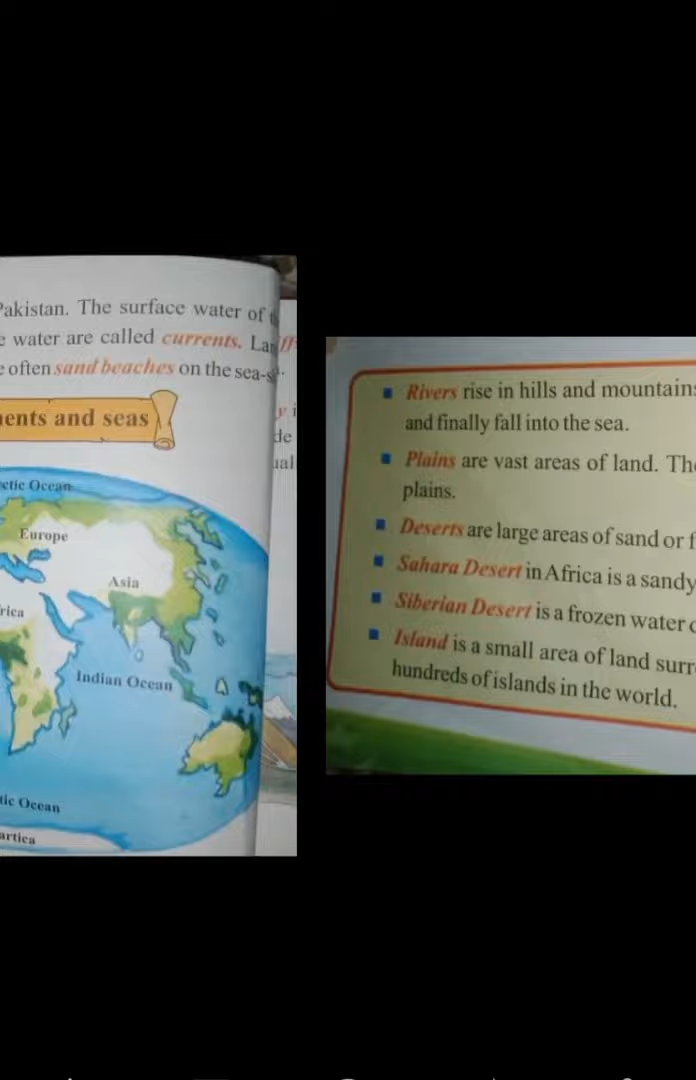 Pakistan. The surface water of
e water are called currents. Lan
e often sand beaches on the sea-s
ents and seas
ctic Ocean
Europe
Asia
rica
Indian Ocean
tic Ocean
artica
y i
de
ual
Rivers rise in hills and mountains
and finally fall into the sea.
Plains are vast areas of land. The
plains.
Deserts are large areas of sand or f
Sahara Desert in Africa is a sandy
Siberian Desert is a frozen water
Island is a small area of land surr
hundreds of islands in the world.